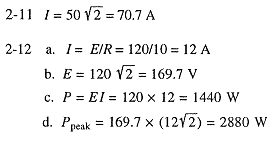 2-11 I = 50 √2 = 70.7 A
2-12 a. I = E/R = 120/10 = 12 A
b. E = 120 √2 = 169.7 V
c. P = EI = 120 × 12 = 1440 W
d. Ppeak = 169.7 × (12√2) = 2880 W